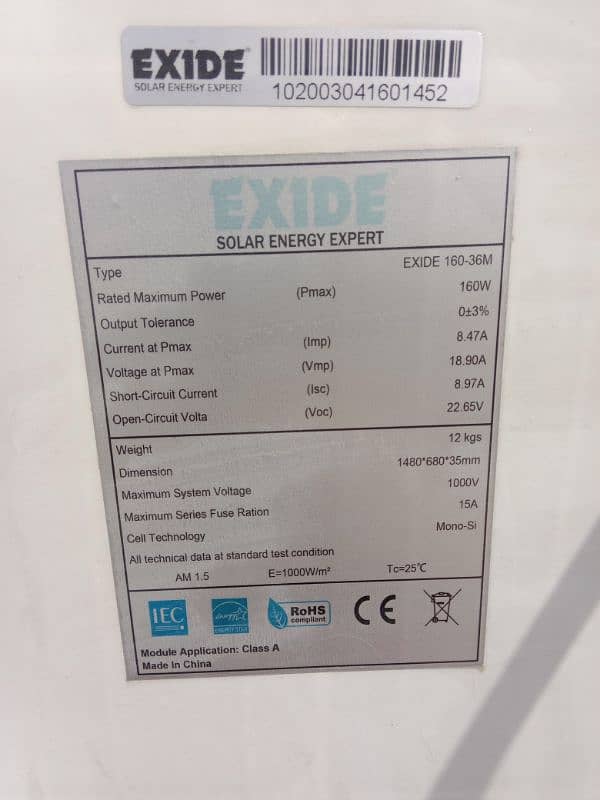 EXIDE
SOLAR ENERGY EXPERT
102003041601452
EXIDE
SOLAR ENERGY EXPERT
Type EXIDE 160-36M
Rated Maximum Power (Pmax) 160W
Output Tolerance 0±3%
Current at Pmax (Imp) 8.47A
Voltage at Pmax (Vmp) 18.90A
Short-Circuit Current (Isc) 8.97A
Open-Circuit Volta (Voc) 22.65V
Weight 12 kgs
Dimension 1480*680*35mm
Maximum System Voltage 1000V
Maximum Series Fuse Ration 15A
Cell Technology Mono-Si
All technical data at standard test condition
AM 1.5 E=1000W/m² Tc=25℃
IEC energy ENERGY STAR RoHS compliant CE
Module Application: Class A
Made In China